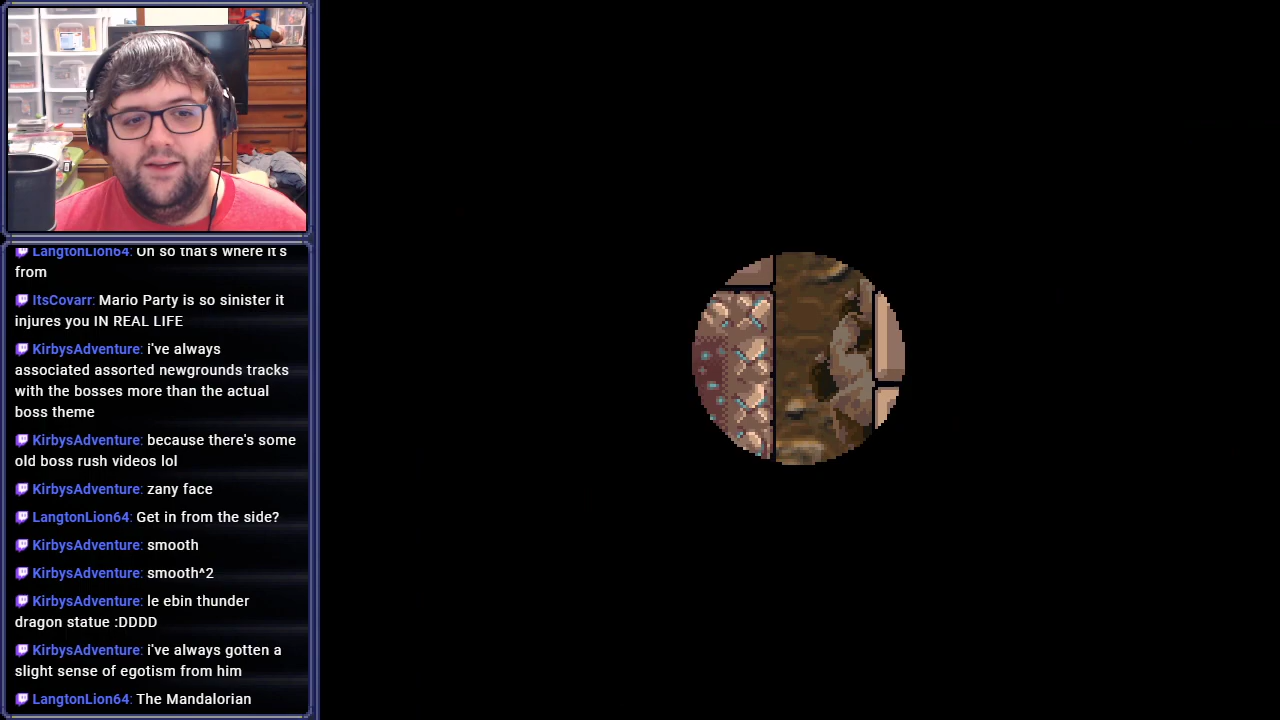 LangtonLion64: Oh so that's where it's
from
ItsCovarr: Mario Party is so sinister it
injures you IN REAL LIFE
KirbysAdventure: i've always
associated assorted newgrounds tracks
with the bosses more than the actual
boss theme
KirbysAdventure: because there's some
old boss rush videos lol
KirbysAdventure: zany face
LangtonLion64: Get in from the side?
KirbysAdventure: smooth
KirbysAdventure: smooth^2
KirbysAdventure: le ebin thunder
dragon statue :DDDD
KirbysAdventure: i've always gotten a
slight sense of egotism from him
LangtonLion64: The Mandalorian